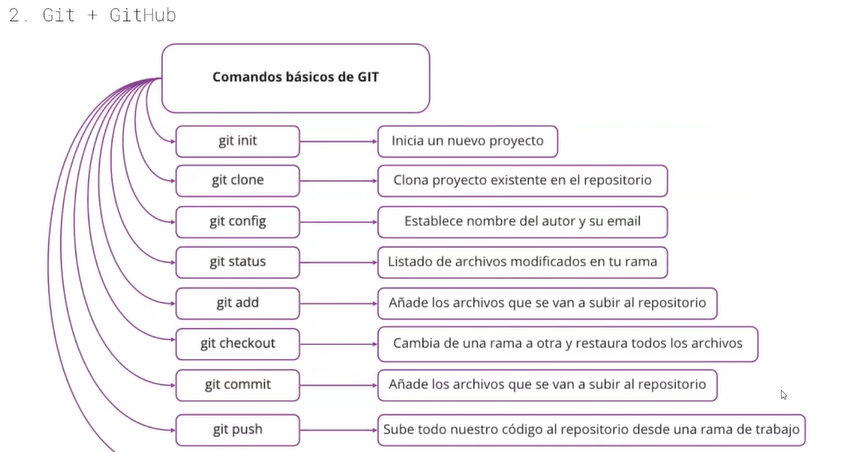 2. Git + GitHub
Comandos básicos de GIT
git init
Inicia un nuevo proyecto
git clone
Clona proyecto existente en el repositorio
git config
Establece nombre del autor y su email
git status
Listado de archivos modificados en tu rama
git add
Añade los archivos que se van a subir al repositorio
git checkout
Cambia de una rama a otra y restaura todos los archivos
git commit
Añade los archivos que se van a subir al repositorio
git push
Sube todo nuestro código al repositorio desde una rama de trabajo